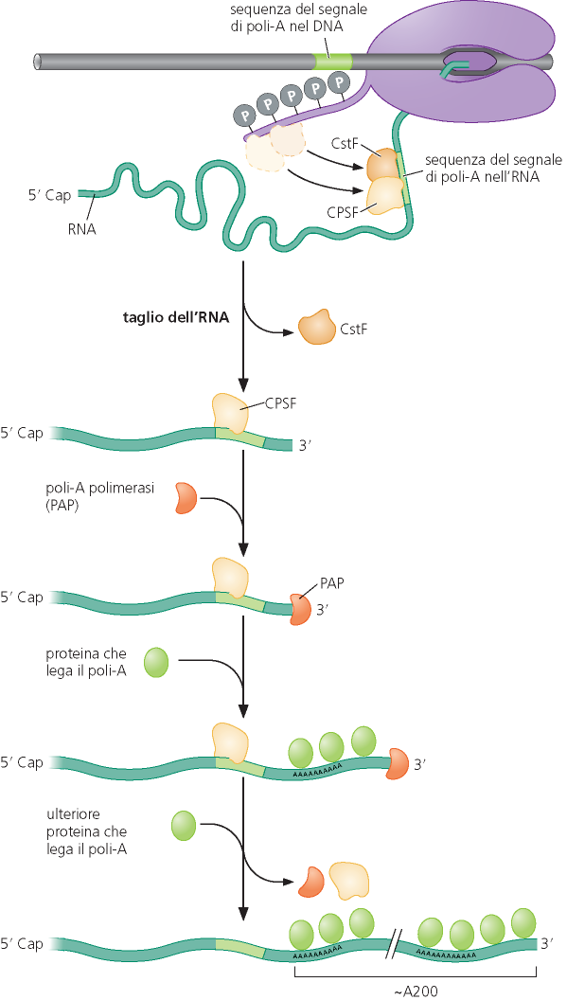 sequenza del segnale
di poli-A nel DNA
P P P P P
CstF
sequenza del segnale
di poli-A nell'RNA
5′ Cap
RNA
CPSF
taglio dell'RNA
CstF
CPSF
5′ Cap
3′
poli-A polimerasi
(PAP)
PAP
5′ Cap
3′
proteina che
lega il poli-A
5′ Cap
AAAAAAAAAA
3′
ulteriore
proteina che
lega il poli-A
5′ Cap
AAAAAAAAAA
AAAAAAAAAAAA
3′
~A200